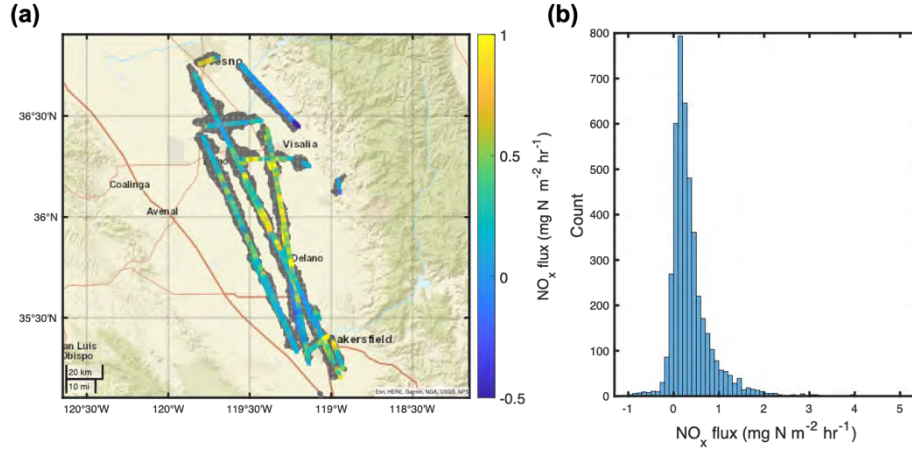 (a)
36°30'N
36°N
35°30'N
120°30'W
120°W
119°30'W
119°W
118°30'W
resno
Visalia
Coalinga
Avenal
Delano
akersfield
an Luis
Obispo
20 km
10 mi
Esri, HERE, Garmin, NGA, USGS, NPS
1
0.5
0
-0.5
NOx flux (mg N m-2 hr-1)
(b)
800
700
600
500
400
300
200
100
0
Count
-1 0 1 2 3 4 5
NOx flux (mg N m-2 hr-1)